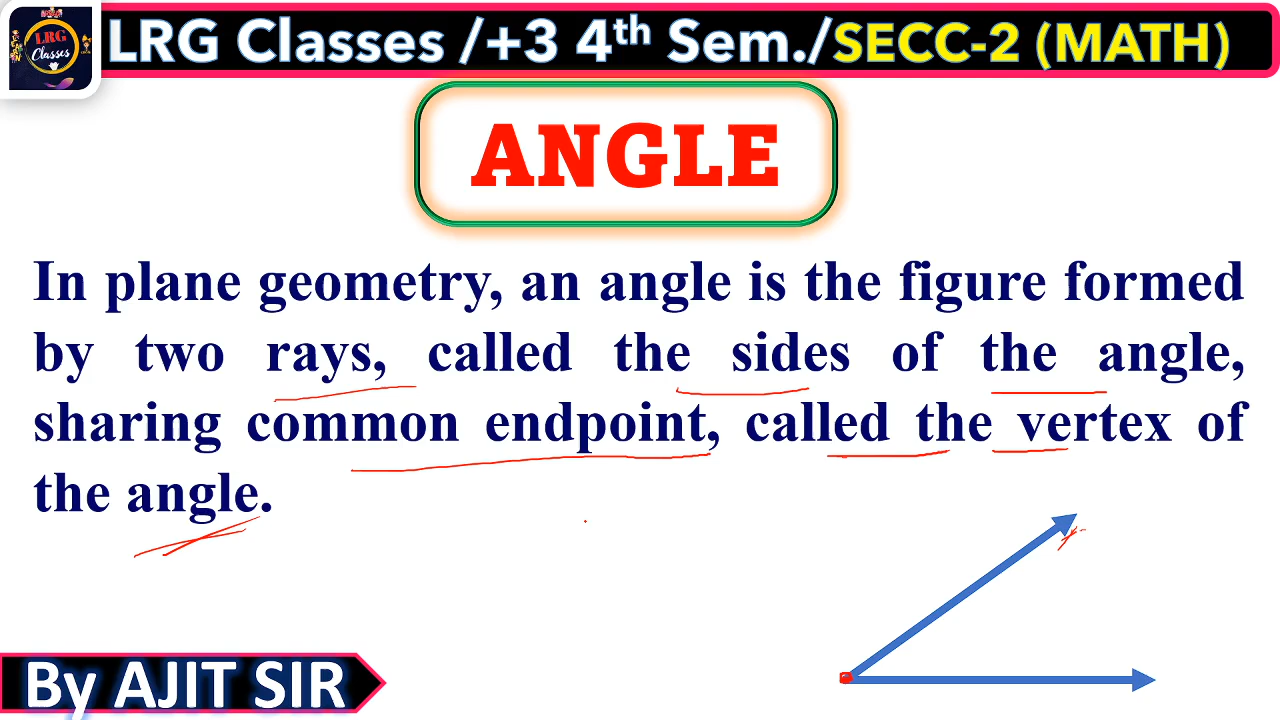 LRG Classes
LRG Classes /+3 4th Sem./SECC-2 (MATH)
ANGLE
In plane geometry, an angle is the figure formed
by two rays, called the sides of the angle,
sharing common endpoint, called the vertex of
the angle.
By AJIT SIR